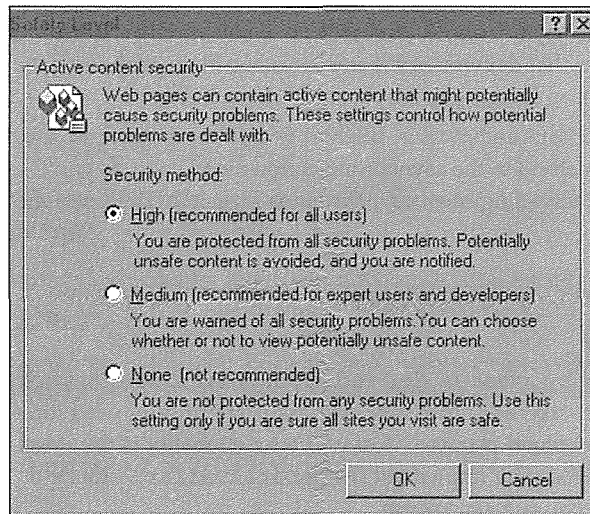 Safety Level
Active content security
Web pages can contain active content that might potentially
cause security problems. These settings control how potential
problems are dealt with.
Security method:
High (recommended for all users)
You are protected from all security problems. Potentially
unsafe content is avoided, and you are notified.
Medium (recommended for expert users and developers)
You are warned of all security problems.You can choose
whether or not to view potentially unsafe content.
None (not recommended)
You are not protected from any security problems. Use this
setting only if you are sure all sites you visit are safe.
OK Cancel